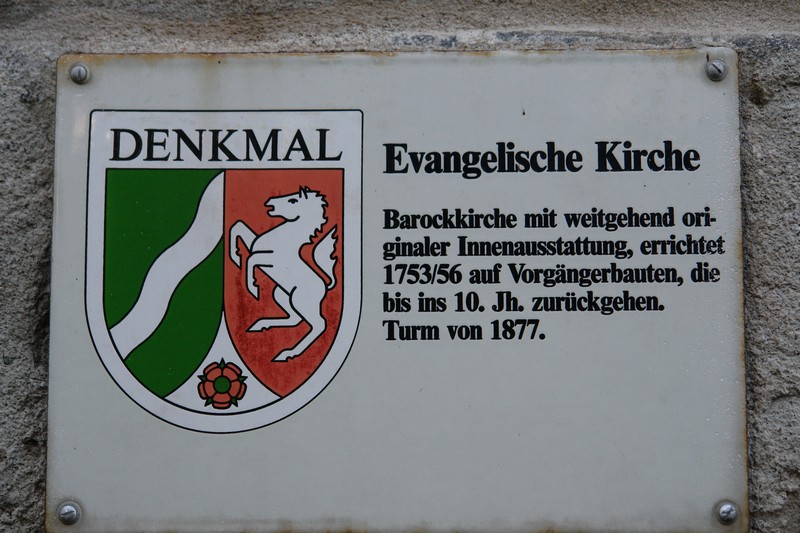 DENKMAL
Evangelische Kirche
Barockkirche mit weitgehend ori-
ginaler Innenausstattung, errichtet
1753/56 auf Vorgängerbauten, die
bis ins 10. Jh. zurückgehen.
Turm von 1877.